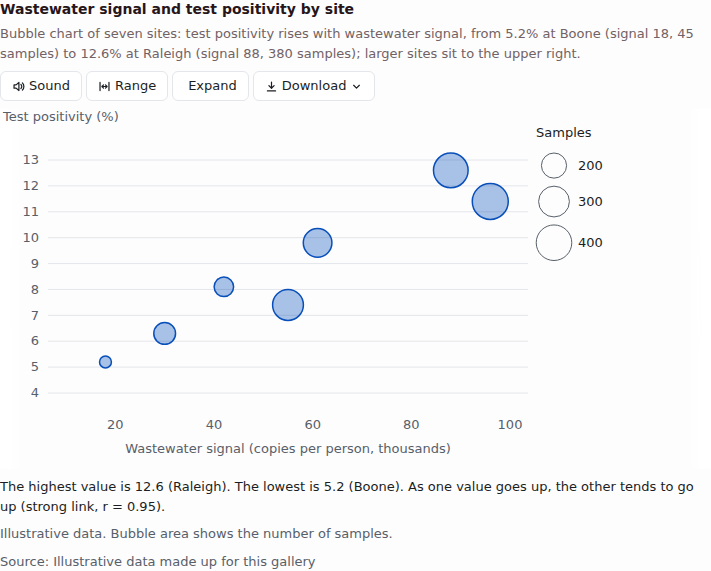 Wastewater signal and test positivity by site
Bubble chart of seven sites: test positivity rises with wastewater signal, from 5.2% at Boone (signal 18, 45
samples) to 12.6% at Raleigh (signal 88, 380 samples); larger sites sit to the upper right.
Sound Range Expand Download
Test positivity (%)
Samples
200
300
400
13
12
11
10
9
8
7
6
5
4
20 40 60 80 100
Wastewater signal (copies per person, thousands)
The highest value is 12.6 (Raleigh). The lowest is 5.2 (Boone). As one value goes up, the other tends to go
up (strong link, r = 0.95).
Illustrative data. Bubble area shows the number of samples.
Source: Illustrative data made up for this gallery